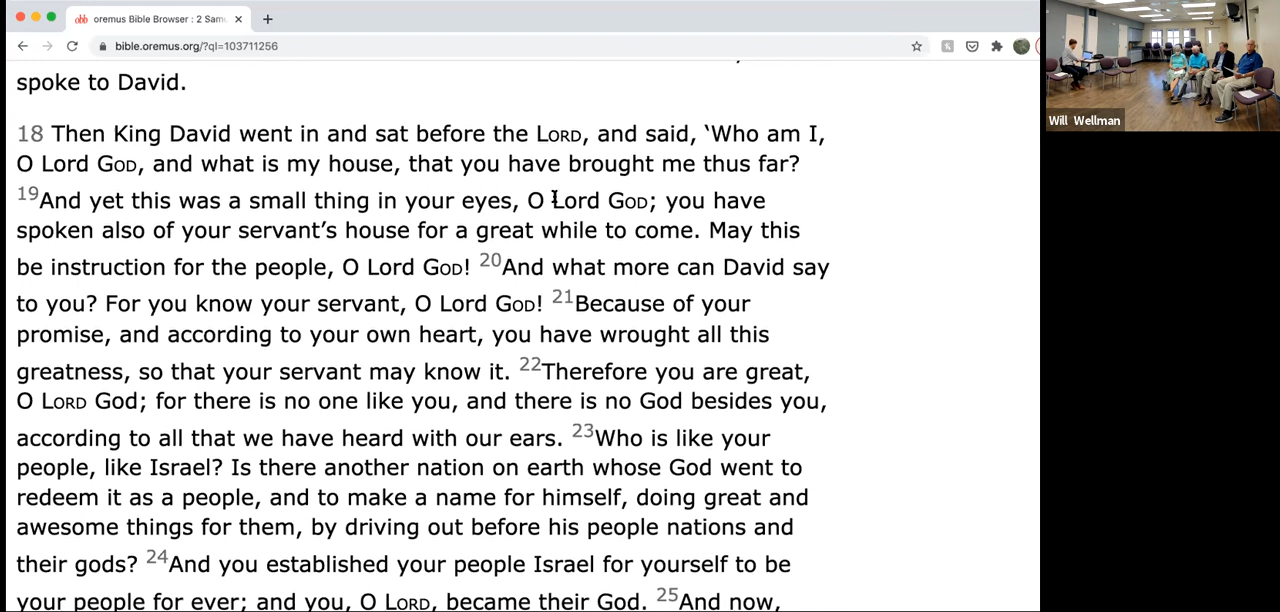 oremus Bible Browser : 2 Sam
bible.oremus.org/?ql=103711256
spoke to David.
18 Then King David went in and sat before the LORD, and said, ‘Who am I,
O Lord GOD, and what is my house, that you have brought me thus far?
19And yet this was a small thing in your eyes, O Lord GOD; you have
spoken also of your servant’s house for a great while to come. May this
be instruction for the people, O Lord GOD! 20And what more can David say
to you? For you know your servant, O Lord GOD! 21Because of your
promise, and according to your own heart, you have wrought all this
greatness, so that your servant may know it. 22Therefore you are great,
O LORD God; for there is no one like you, and there is no God besides you,
according to all that we have heard with our ears. 23Who is like your
people, like Israel? Is there another nation on earth whose God went to
redeem it as a people, and to make a name for himself, doing great and
awesome things for them, by driving out before his people nations and
their gods? 24And you established your people Israel for yourself to be
your people for ever; and you, O LORD, became their God. 25And now,
Will Wellman